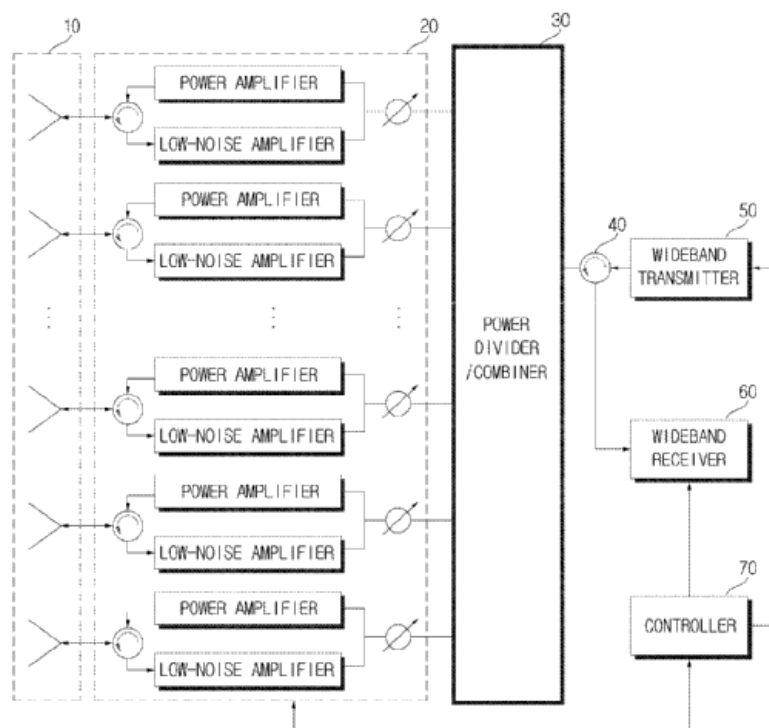 10
20
30
POWER AMPLIFIER
LOW-NOISE AMPLIFIER
POWER AMPLIFIER
LOW-NOISE AMPLIFIER
40
50
WIDEBAND
TRANSMITTER
POWER
DIVIDER
/COMBINER
POWER AMPLIFIER
LOW-NOISE AMPLIFIER
60
WIDEBAND
RECEIVER
POWER AMPLIFIER
LOW-NOISE AMPLIFIER
70
CONTROLLER
POWER AMPLIFIER
LOW-NOISE AMPLIFIER